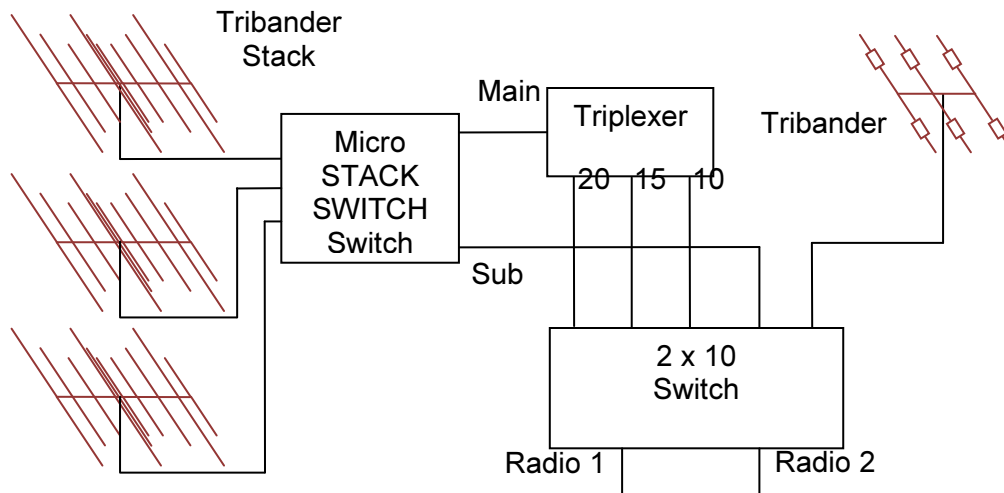 Tribander
Stack
Main
Triplexer
20 15 10
Tribander
Micro
STACK
SWITCH
Switch
Sub
2 x 10
Switch
Radio 1
Radio 2